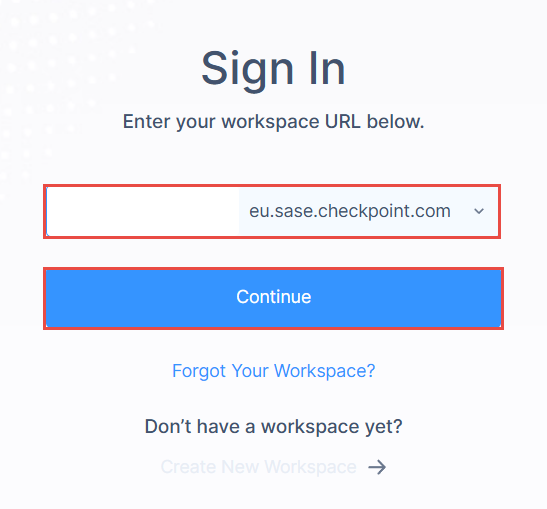 Sign In
Enter your workspace URL below.
eu.sase.checkpoint.com
Continue
Forgot Your Workspace?
Don’t have a workspace yet?
Create New Workspace →